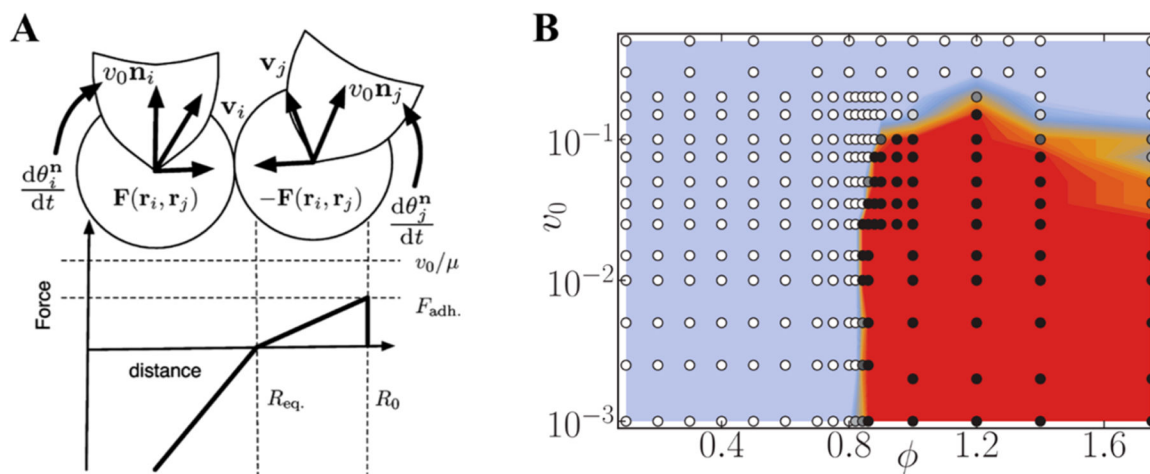 A
v₀nᵢ
vᵢ
vⱼ
v₀nⱼ
dθᵢⁿ/dt
F(rᵢ, rⱼ)
−F(rᵢ, rⱼ)
dθⱼⁿ/dt
Force
v₀/μ
F_adh.
distance
R_eq.
R₀
B
v₀
10⁻¹
10⁻²
10⁻³
0.4 0.8 1.2 1.6
ϕ